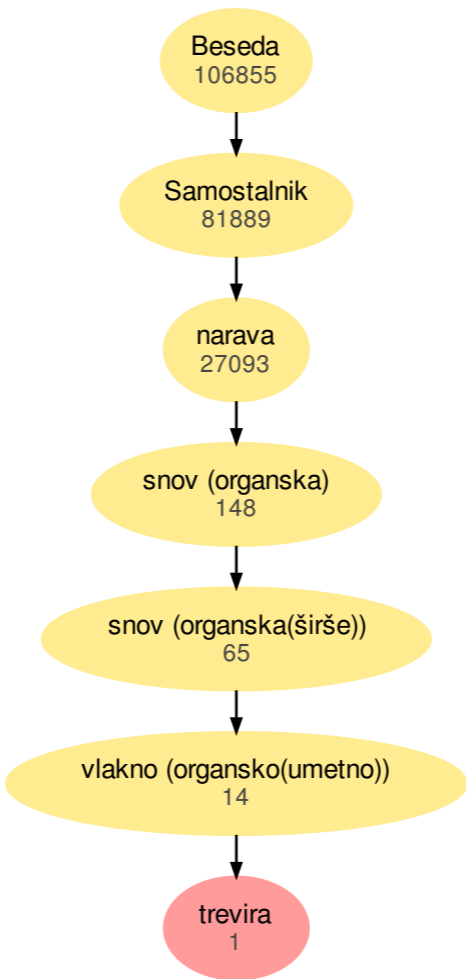 Beseda
106855
Samostalnik
81889
narava
27093
snov (organska)
148
snov (organska(širše))
65
vlakno (organsko(umetno))
14
trevira
1